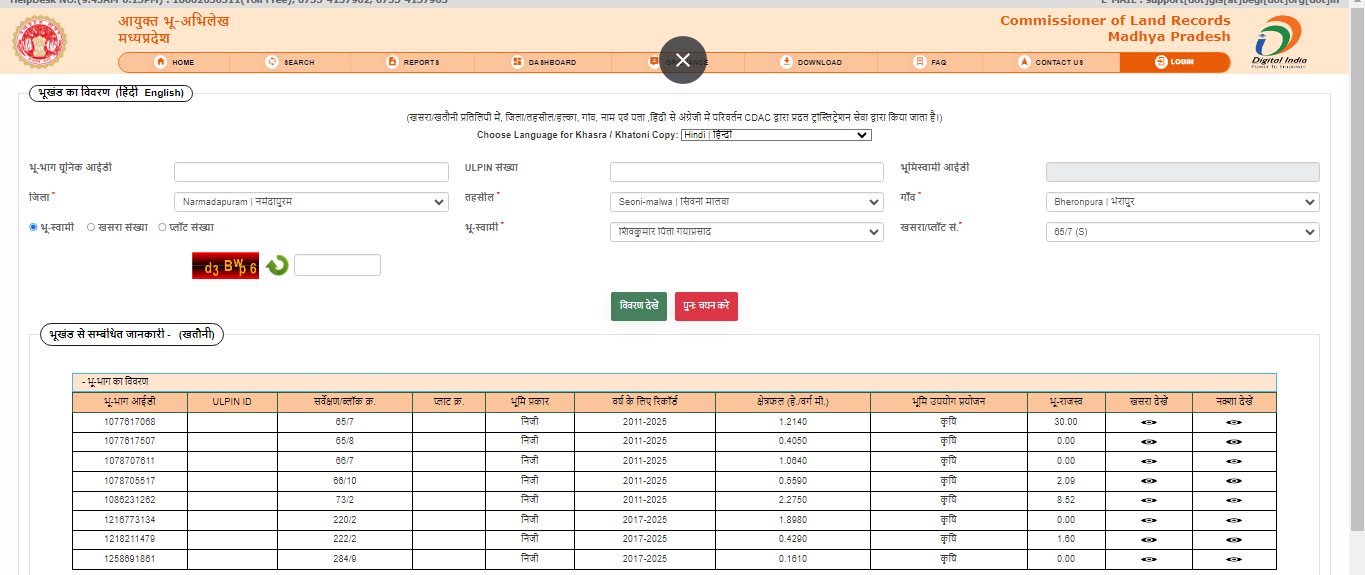 HelpDesk NO.(9:45AM-6:15PM) : 18002030311(Toll Free), 0755-4157902, 0755-4157903 E-MAIL : support[dot]gis[at]begi[dot]org[dot]in
आयुक्त भू-अभिलेख
मध्यप्रदेश
Commissioner of Land Records
Madhya Pradesh
Digital India
Power To Empower
HOME SEARCH REPORTS DASHBOARD DOWNLOAD FAQ CONTACT US LOGIN
भूखंड का विवरण (हिंदी English)
(खसरा/खतौनी प्रतिलिपी में, जिला/तहसील/हल्का, गांव, नाम एवं पता ,हिंदी से अंग्रेजी में परिवर्तन CDAC द्वारा प्रदत ट्रांस्लिट्रेशन सेवा द्वारा किया जाता है।)
Choose Language for Khasra / Khatoni Copy: Hindi | हिन्दी
भू-भाग यूनिक आईडी ULPIN संख्या भूमिस्वामी आईडी
जिला * Narmadapuram | नर्मदापुरम तहसील * Seoni-malwa | सिवनी मालवा गाँव * Bheronpura | भेरोपुर
भू-स्वामी खसरा संख्या प्लॉट संख्या भू-स्वामी * शिवकुमार पिता गयाप्रसाद खसरा/प्लॉट सं.* 65/7 (S)
d3 BWp 6
विवरण देखे पुनः चयन करे
भूखंड से सम्बंधित जानकारी - (खतौनी)
- भू-भाग का विवरण
भू-भाग आईडी ULPIN ID सर्वेक्षण/ब्लॉक क्र. प्लाट क्र. भूमि प्रकार वर्ष के लिए रिकॉर्ड क्षेत्रफल (हे./वर्ग मी.) भूमि उपयोग प्रयोजन भू-राजस्व खसरा देखे नक्शा देखे
1077617068 65/7 निजी 2011-2025 1.2140 कृषि 30.00
1077617507 65/8 निजी 2011-2025 0.4050 कृषि 0.00
1078707611 66/7 निजी 2011-2025 1.0640 कृषि 0.00
1078705517 66/10 निजी 2011-2025 0.5590 कृषि 2.09
1086231262 73/2 निजी 2011-2025 2.2750 कृषि 8.52
1216773134 220/2 निजी 2017-2025 1.8980 कृषि 0.00
1218211479 222/2 निजी 2017-2025 0.4290 कृषि 1.60
1258691861 284/9 निजी 2017-2025 0.1610 कृषि 0.00